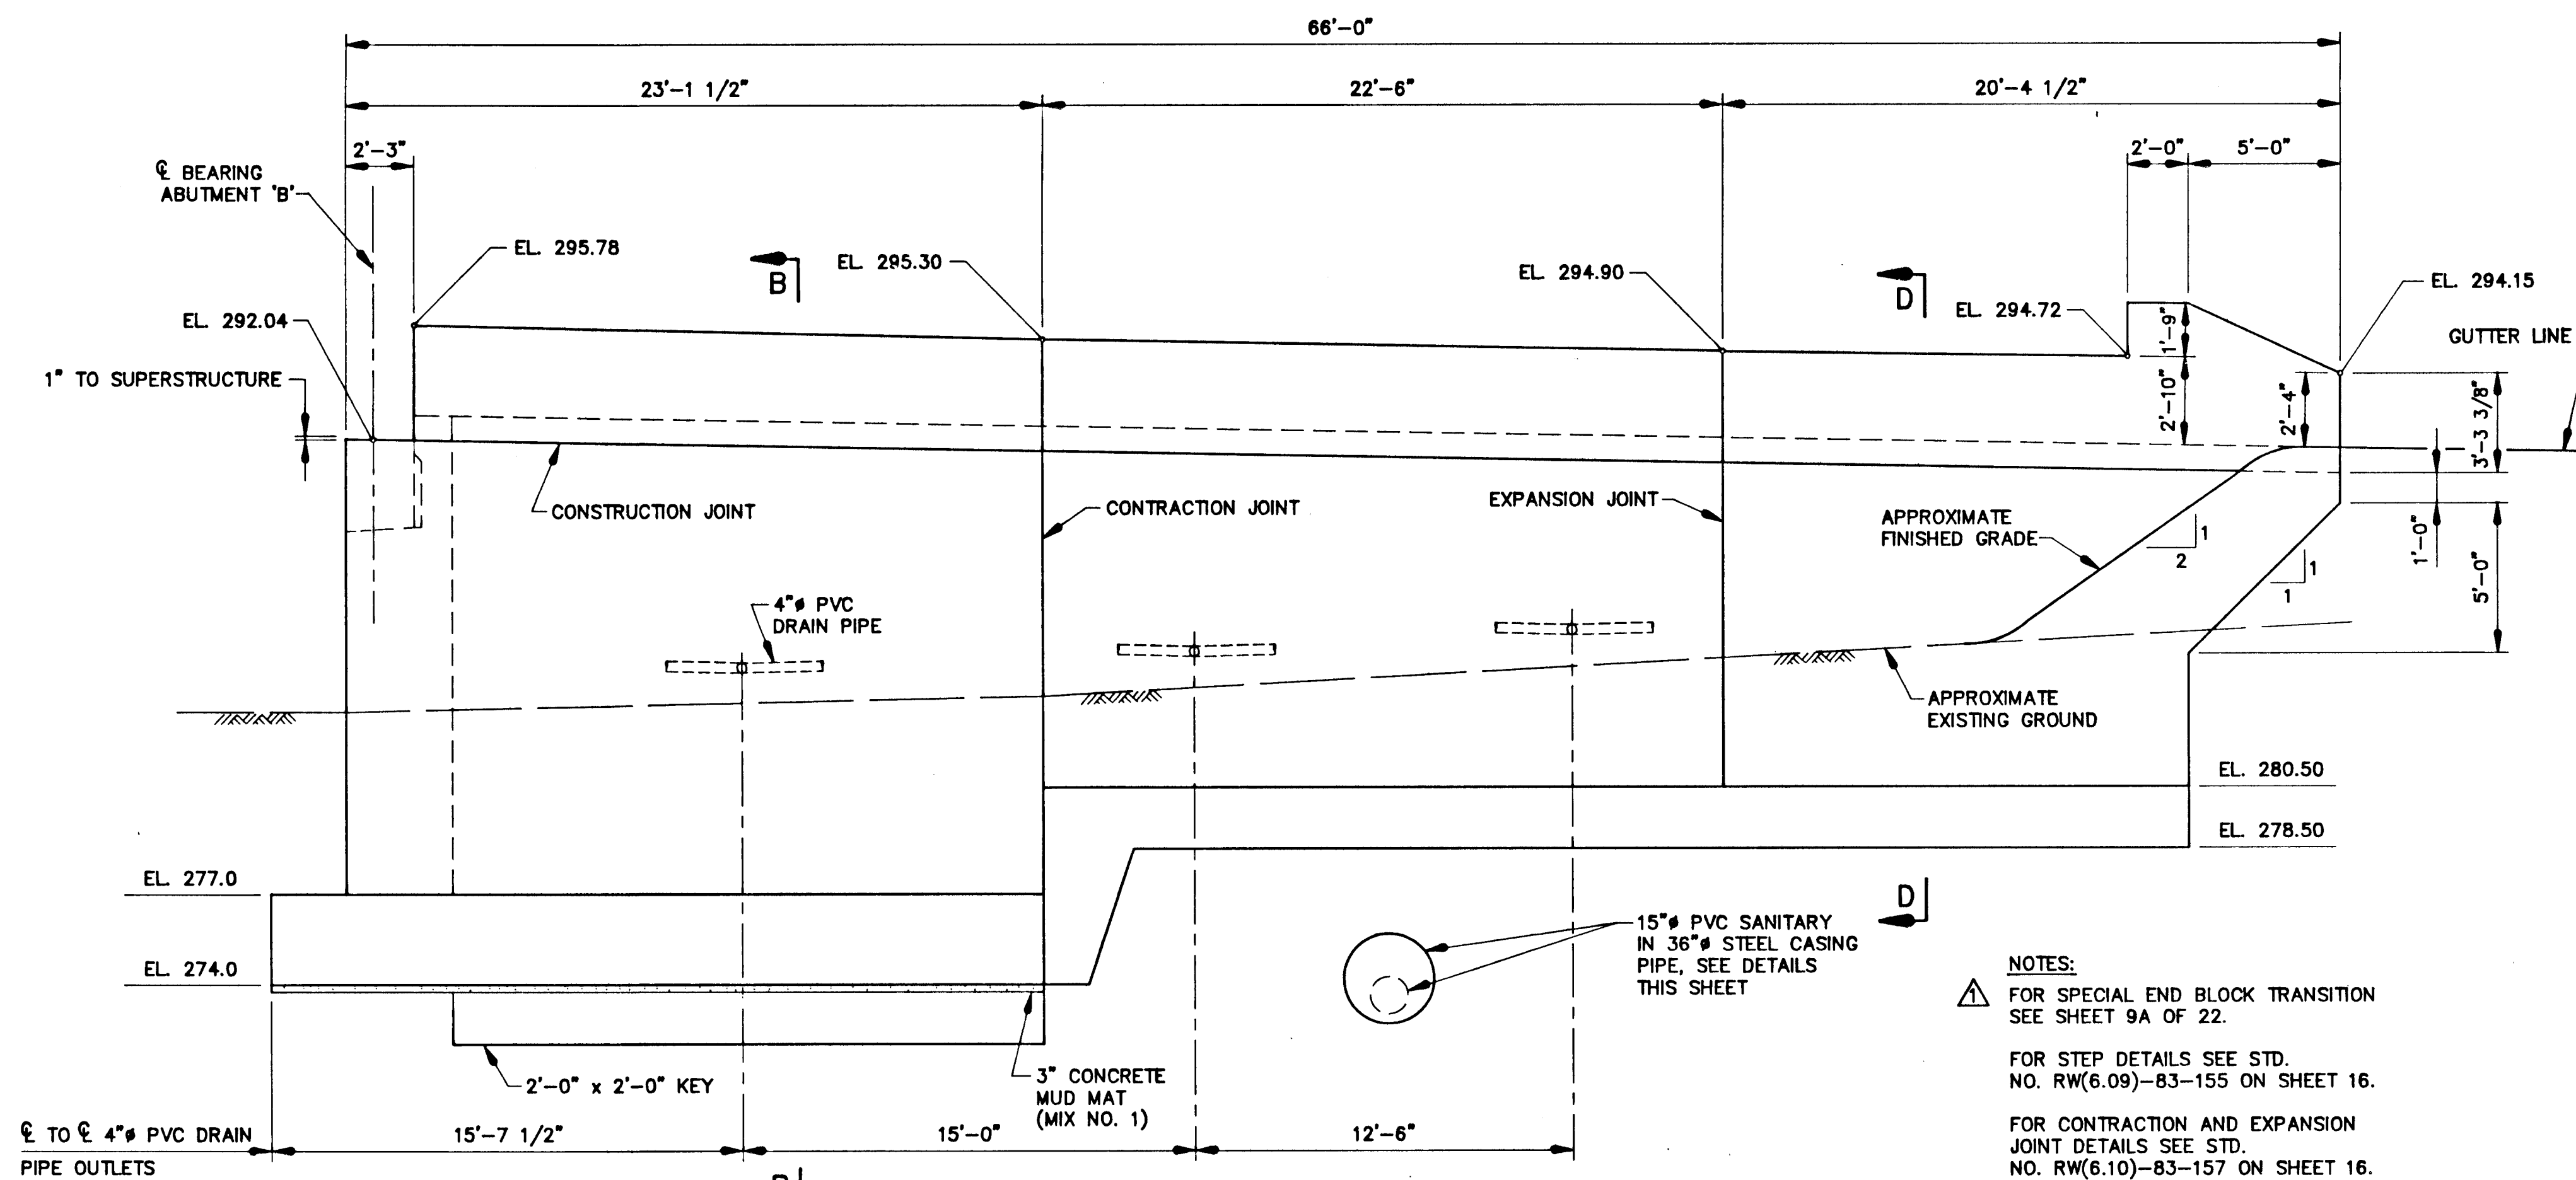 66'-0"
23'-1 1/2"
22'-6"
20'-4 1/2"
2'-3"
2'-0"
5'-0"
℄ BEARING
ABUTMENT 'B'
EL. 295.78
B
EL. 295.30
EL. 294.90
D
EL. 294.72
EL. 294.15
EL. 292.04
GUTTER LINE
1" TO SUPERSTRUCTURE
1'-9"
2'-10"
2'-4"
3'-3 3/8"
1'-0"
5'-0"
CONSTRUCTION JOINT
CONTRACTION JOINT
EXPANSION JOINT
APPROXIMATE
FINISHED GRADE
1
2
1
1
4"ø PVC
DRAIN PIPE
APPROXIMATE
EXISTING GROUND
EL. 280.50
EL. 278.50
EL. 277.0
EL. 274.0
D
15"ø PVC SANITARY
IN 36"ø STEEL CASING
PIPE, SEE DETAILS
THIS SHEET
2'-0" x 2'-0" KEY
3" CONCRETE
MUD MAT
(MIX NO. 1)
℄ TO ℄ 4"ø PVC DRAIN
PIPE OUTLETS
15'-7 1/2"
15'-0"
12'-6"
NOTES:
1
FOR SPECIAL END BLOCK TRANSITION
SEE SHEET 9A OF 22.
FOR STEP DETAILS SEE STD.
NO. RW(6.09)-83-155 ON SHEET 16.
FOR CONTRACTION AND EXPANSION
JOINT DETAILS SEE STD.
NO. RW(6.10)-83-157 ON SHEET 16.